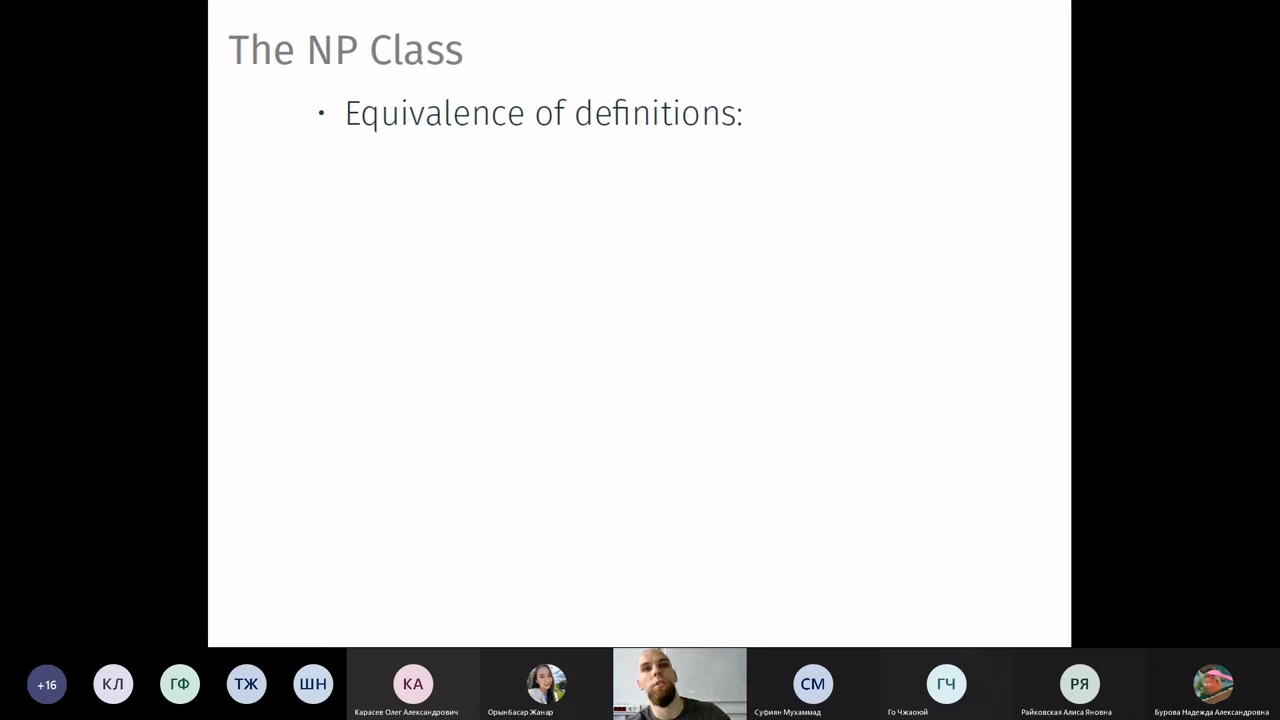 The NP Class
• Equivalence of definitions:
+16
КЛ
ГФ
ТЖ
ШН
КА
СМ
ГЧ
РЯ
Карасев Олег Александрович
Орынбасар Жанар
Суфиян Мухаммад
Го Чжаоюй
Райковская Алиса Яновна
Бурова Надежда Александровна